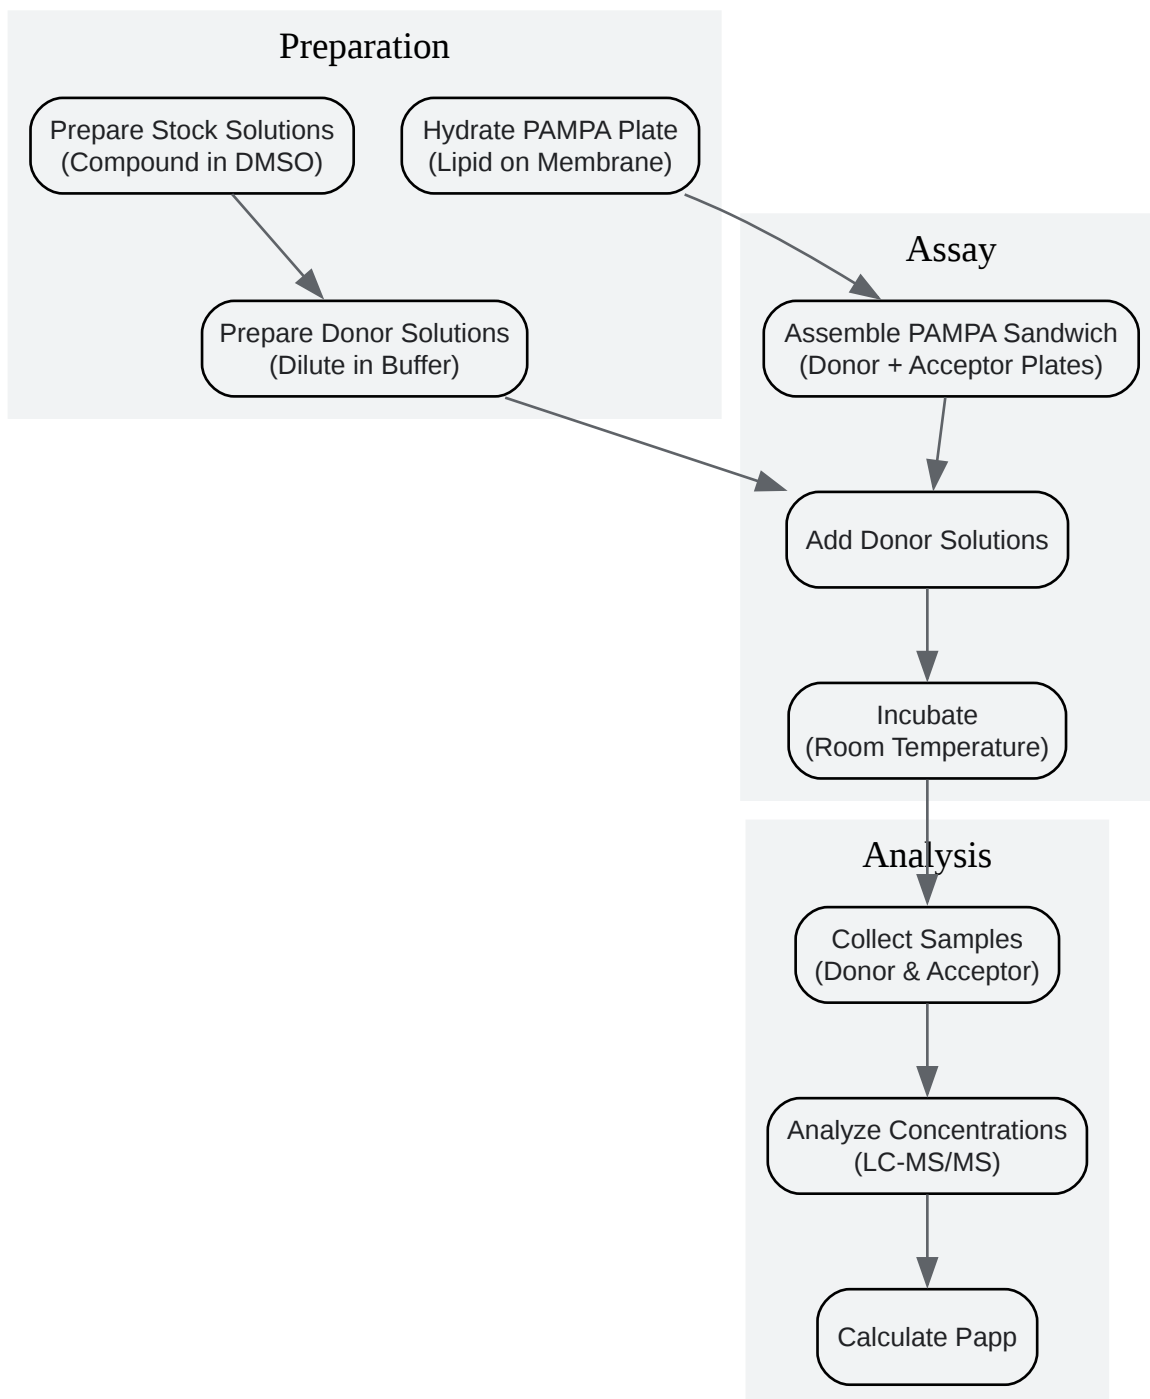 Preparation
Prepare Stock Solutions
(Compound in DMSO)
Hydrate PAMPA Plate
(Lipid on Membrane)
Prepare Donor Solutions
(Dilute in Buffer)
Assay
Assemble PAMPA Sandwich
(Donor + Acceptor Plates)
Add Donor Solutions
Incubate
(Room Temperature)
Analysis
Collect Samples
(Donor & Acceptor)
Analyze Concentrations
(LC-MS/MS)
Calculate Papp